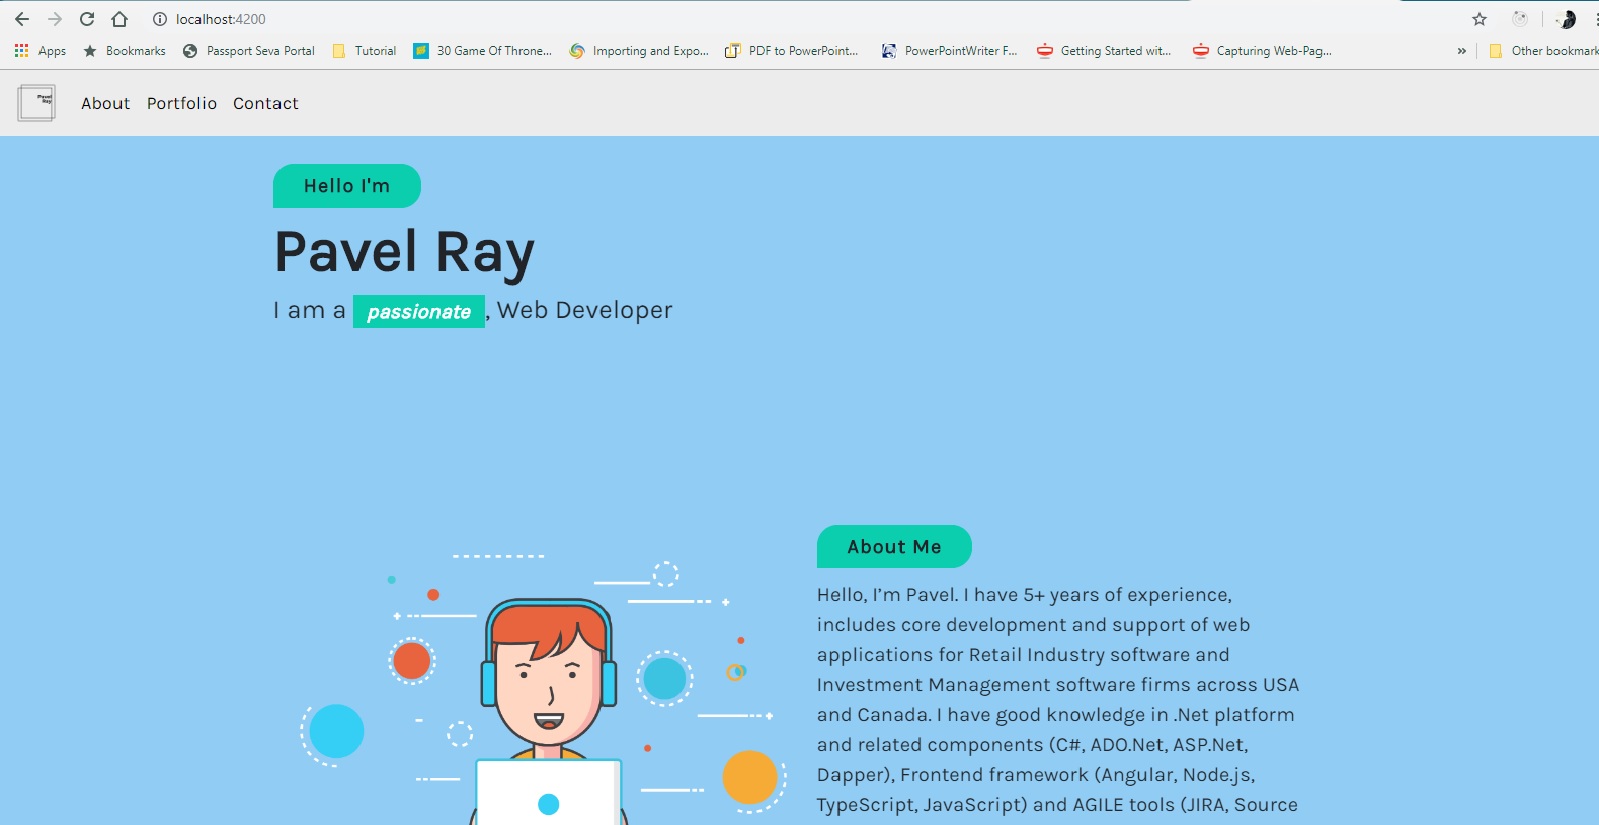 localhost:4200
Apps Bookmarks Passport Seva Portal Tutorial 30 Game Of Throne... Importing and Expo... PDF to PowerPoint... PowerPointWriter F... Getting Started wit... Capturing Web-Pag... » Other bookmark
Pavel
Ray
About Portfolio Contact
Hello I'm
Pavel Ray
I am a passionate, Web Developer
About Me
Hello, I’m Pavel. I have 5+ years of experience,
includes core development and support of web
applications for Retail Industry software and
Investment Management software firms across USA
and Canada. I have good knowledge in .Net platform
and related components (C#, ADO.Net, ASP.Net,
Dapper), Frontend framework (Angular, Node.js,
TypeScript, JavaScript) and AGILE tools (JIRA, Source